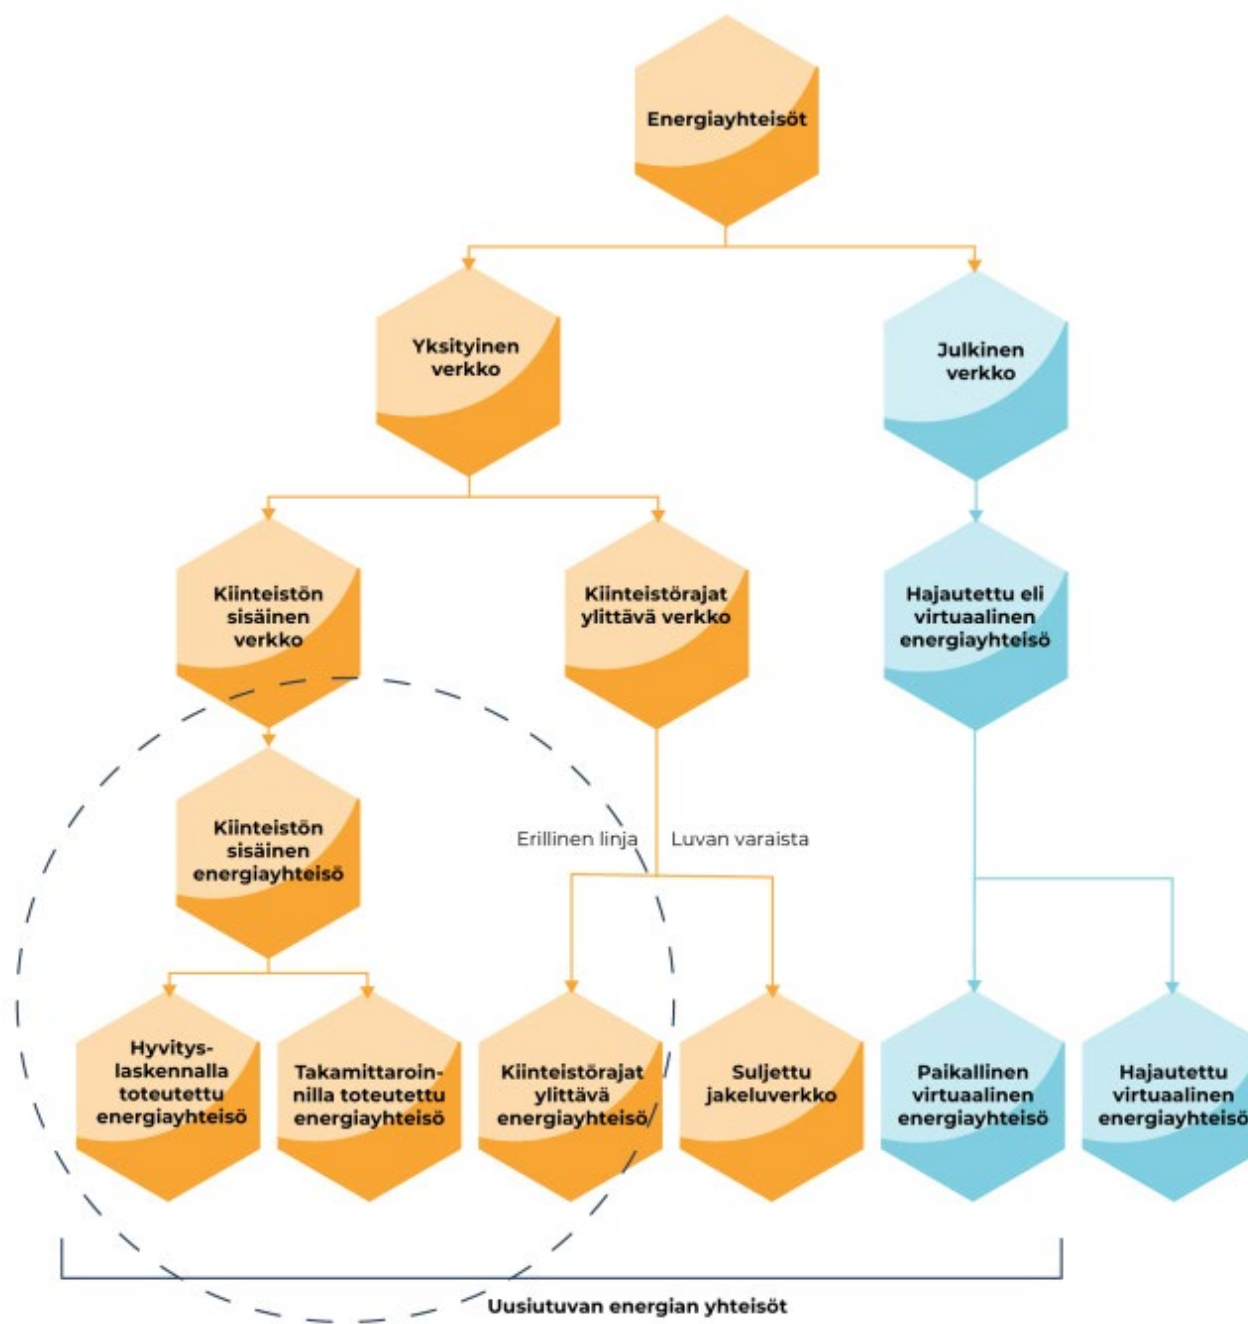 Energiayhteisöt
Yksityinen
verkko
Julkinen
verkko
Kiinteistön
sisäinen
verkko
Kiinteistörajat
ylittävä verkko
Hajautettu eli
virtuaalinen
energiayhteisö
Kiinteistön
sisäinen
energiayhteisö
Erillinen linja
Luvan varaista
Hyvitys-
laskennalla
toteutettu
energiayhteisö
Takamittaroin-
nilla toteutettu
energiayhteisö
Kiinteistörajat
ylittävä
energiayhteisö
Suljettu
jakeluverkko
Paikallinen
virtuaalinen
energiayhteisö
Hajautettu
virtuaalinen
energiayhteisö
Uusiutuvan energian yhteisöt